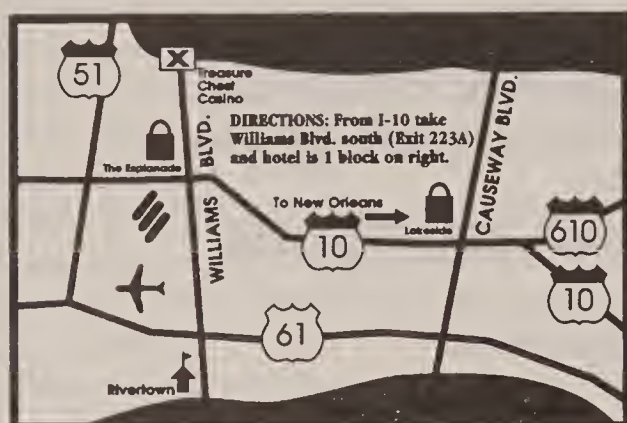 51
X
Treasure
Chest
Casino
DIRECTIONS: From I-10 take
Williams Blvd. south (Exit 223A)
and hotel is 1 block on right.
WILLIAMS BLVD.
CAUSEWAY BLVD.
The Esplanade
To New Orleans
10
Lakeside
610
10
61
Rivertown